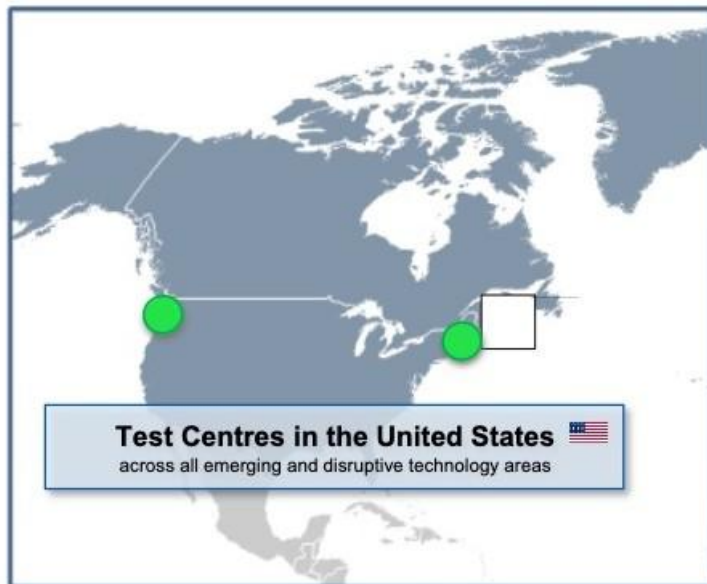 Test Centres in the United States
across all emerging and disruptive technology areas